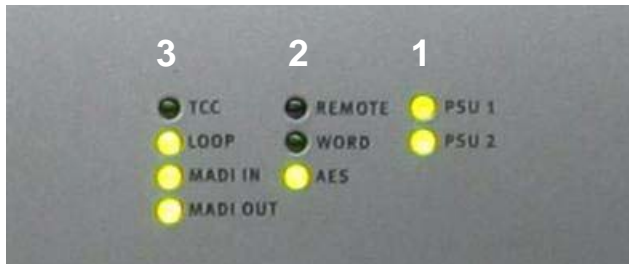 3 2 1
TCC REMOTE PSU 1
LOOP WORD PSU 2
MADI IN AES
MADI OUT